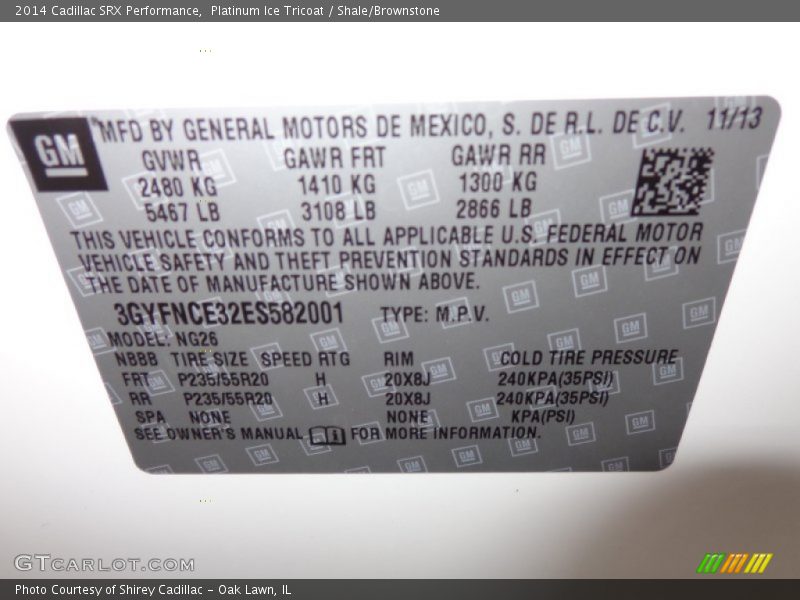 2014 Cadillac SRX Performance,  Platinum Ice Tricoat / Shale/Brownstone
GM
MFD BY GENERAL MOTORS DE MEXICO, S. DE R.L. DE C.V. 11/13
GVWR GAWR FRT GAWR RR
2480 KG 1410 KG 1300 KG
5467 LB 3108 LB 2866 LB
THIS VEHICLE CONFORMS TO ALL APPLICABLE U.S. FEDERAL MOTOR
VEHICLE SAFETY AND THEFT PREVENTION STANDARDS IN EFFECT ON
THE DATE OF MANUFACTURE SHOWN ABOVE.
3GYFNCE32ES582001 TYPE: M.P.V.
MODEL: NG26
NBBB TIRE SIZE SPEED RTG RIM COLD TIRE PRESSURE
FRT P235/55R20 H 20X8J 240KPA(35PSI)
RR P235/55R20 H 20X8J 240KPA(35PSI)
SPA NONE NONE KPA(PSI)
SEE OWNER'S MANUAL FOR MORE INFORMATION.
GTCARLOT.COM
Photo Courtesy of Shirey Cadillac - Oak Lawn, IL